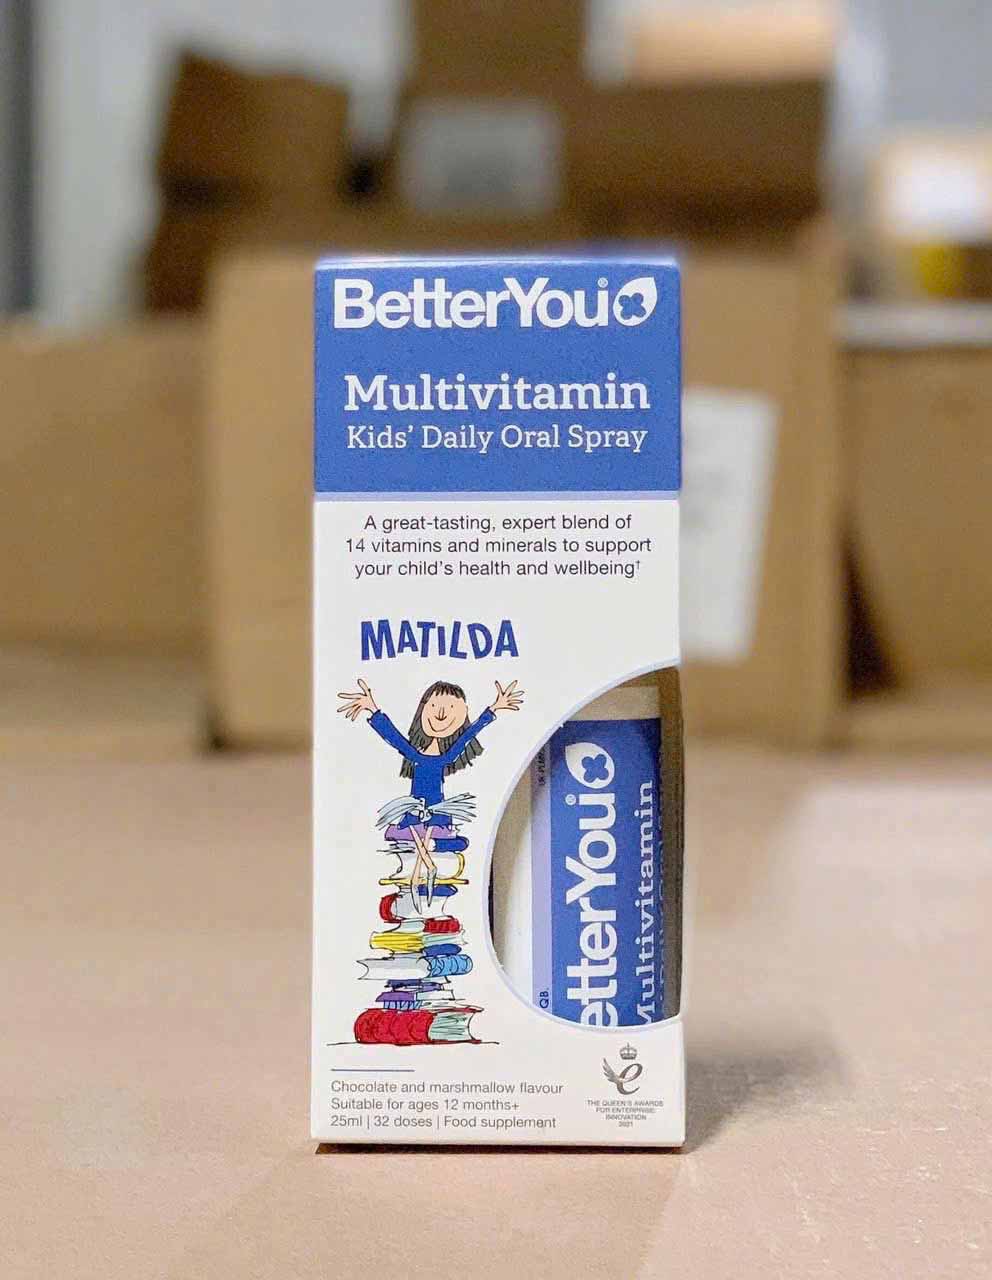 BetterYou®
Multivitamin
Kids' Daily Oral Spray
A great-tasting, expert blend of
14 vitamins and minerals to support
your child's health and wellbeing†
MATILDA
BetterYou
Multivitamin
QB.
Chocolate and marshmallow flavour
Suitable for ages 12 months+
25ml | 32 doses | Food supplement
THE QUEEN'S AWARDS
FOR ENTERPRISE:
INNOVATION
2021